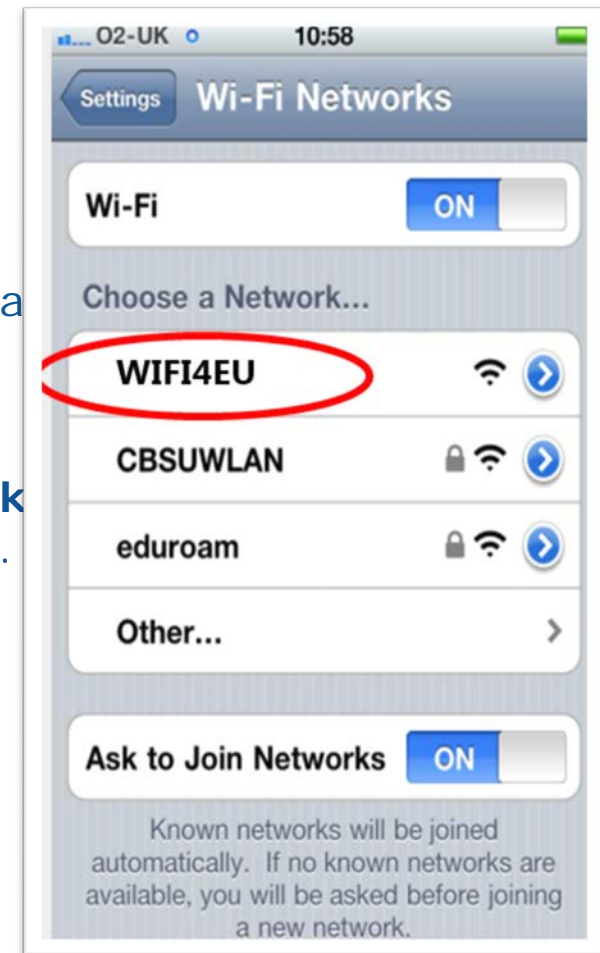 O2-UK 10:58
Settings Wi-Fi Networks
Wi-Fi ON
Choose a Network...
a
WIFI4EU
CBSUWLAN
k
eduroam
.
Other...
Ask to Join Networks ON
Known networks will be joined
automatically. If no known networks are
available, you will be asked before joining
a new network.